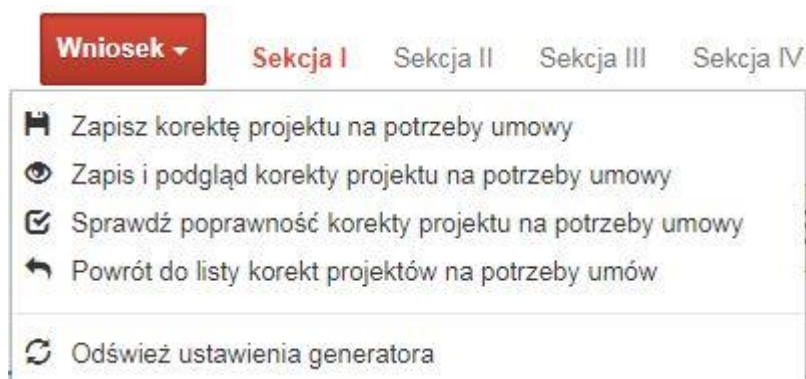 Wniosek Sekcja I Sekcja II Sekcja III Sekcja IV
Zapisz korektę projektu na potrzeby umowy
Zapis i podgląd korekty projektu na potrzeby umowy
Sprawdź poprawność korekty projektu na potrzeby umowy
Powrót do listy korekt projektów na potrzeby umów
Odśwież ustawienia generatora